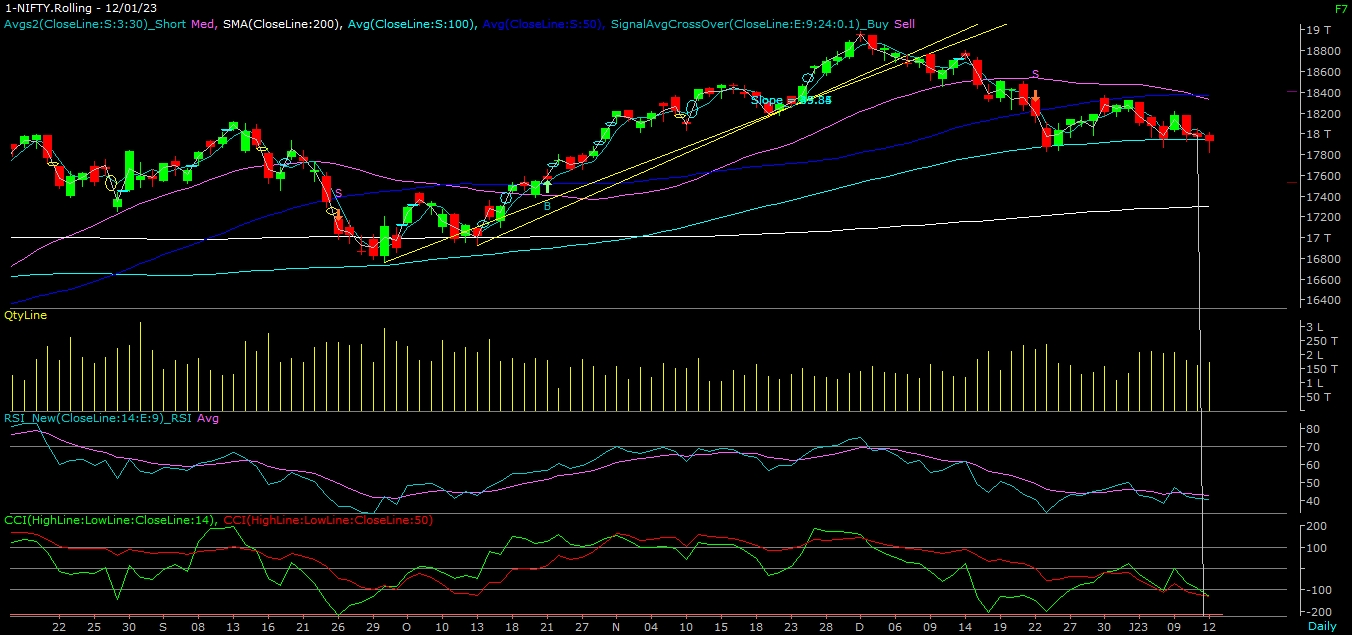 1-NIFTY.Rolling - 12/01/23
F7
Avgs2(CloseLine:S:3:30)_Short Med, SMA(CloseLine:200), Avg(CloseLine:S:100), Avg(CloseLine:S:50), SignalAvgCrossOver(CloseLine:E:9:24:0.1)_Buy Sell
19 T
18800
18600
S
18400
18200
18 T
17800
17600
S
17400
B
17200
17 T
16800
16600
16400
QtyLine
3 L
250 T
2 L
150 T
1 L
50 T
RSI_New(CloseLine:14:E:9)_RSI Avg
80
70
60
50
40
CCI(HighLine:LowLine:CloseLine:14), CCI(HighLine:LowLine:CloseLine:50)
200
100
-100
-200
22 25 30 S 08 13 16 21 26 29 O 10 13 18 21 27 N 04 10 15 18 23 28 D 06 09 14 19 22 27 30 J23 09 12
Daily